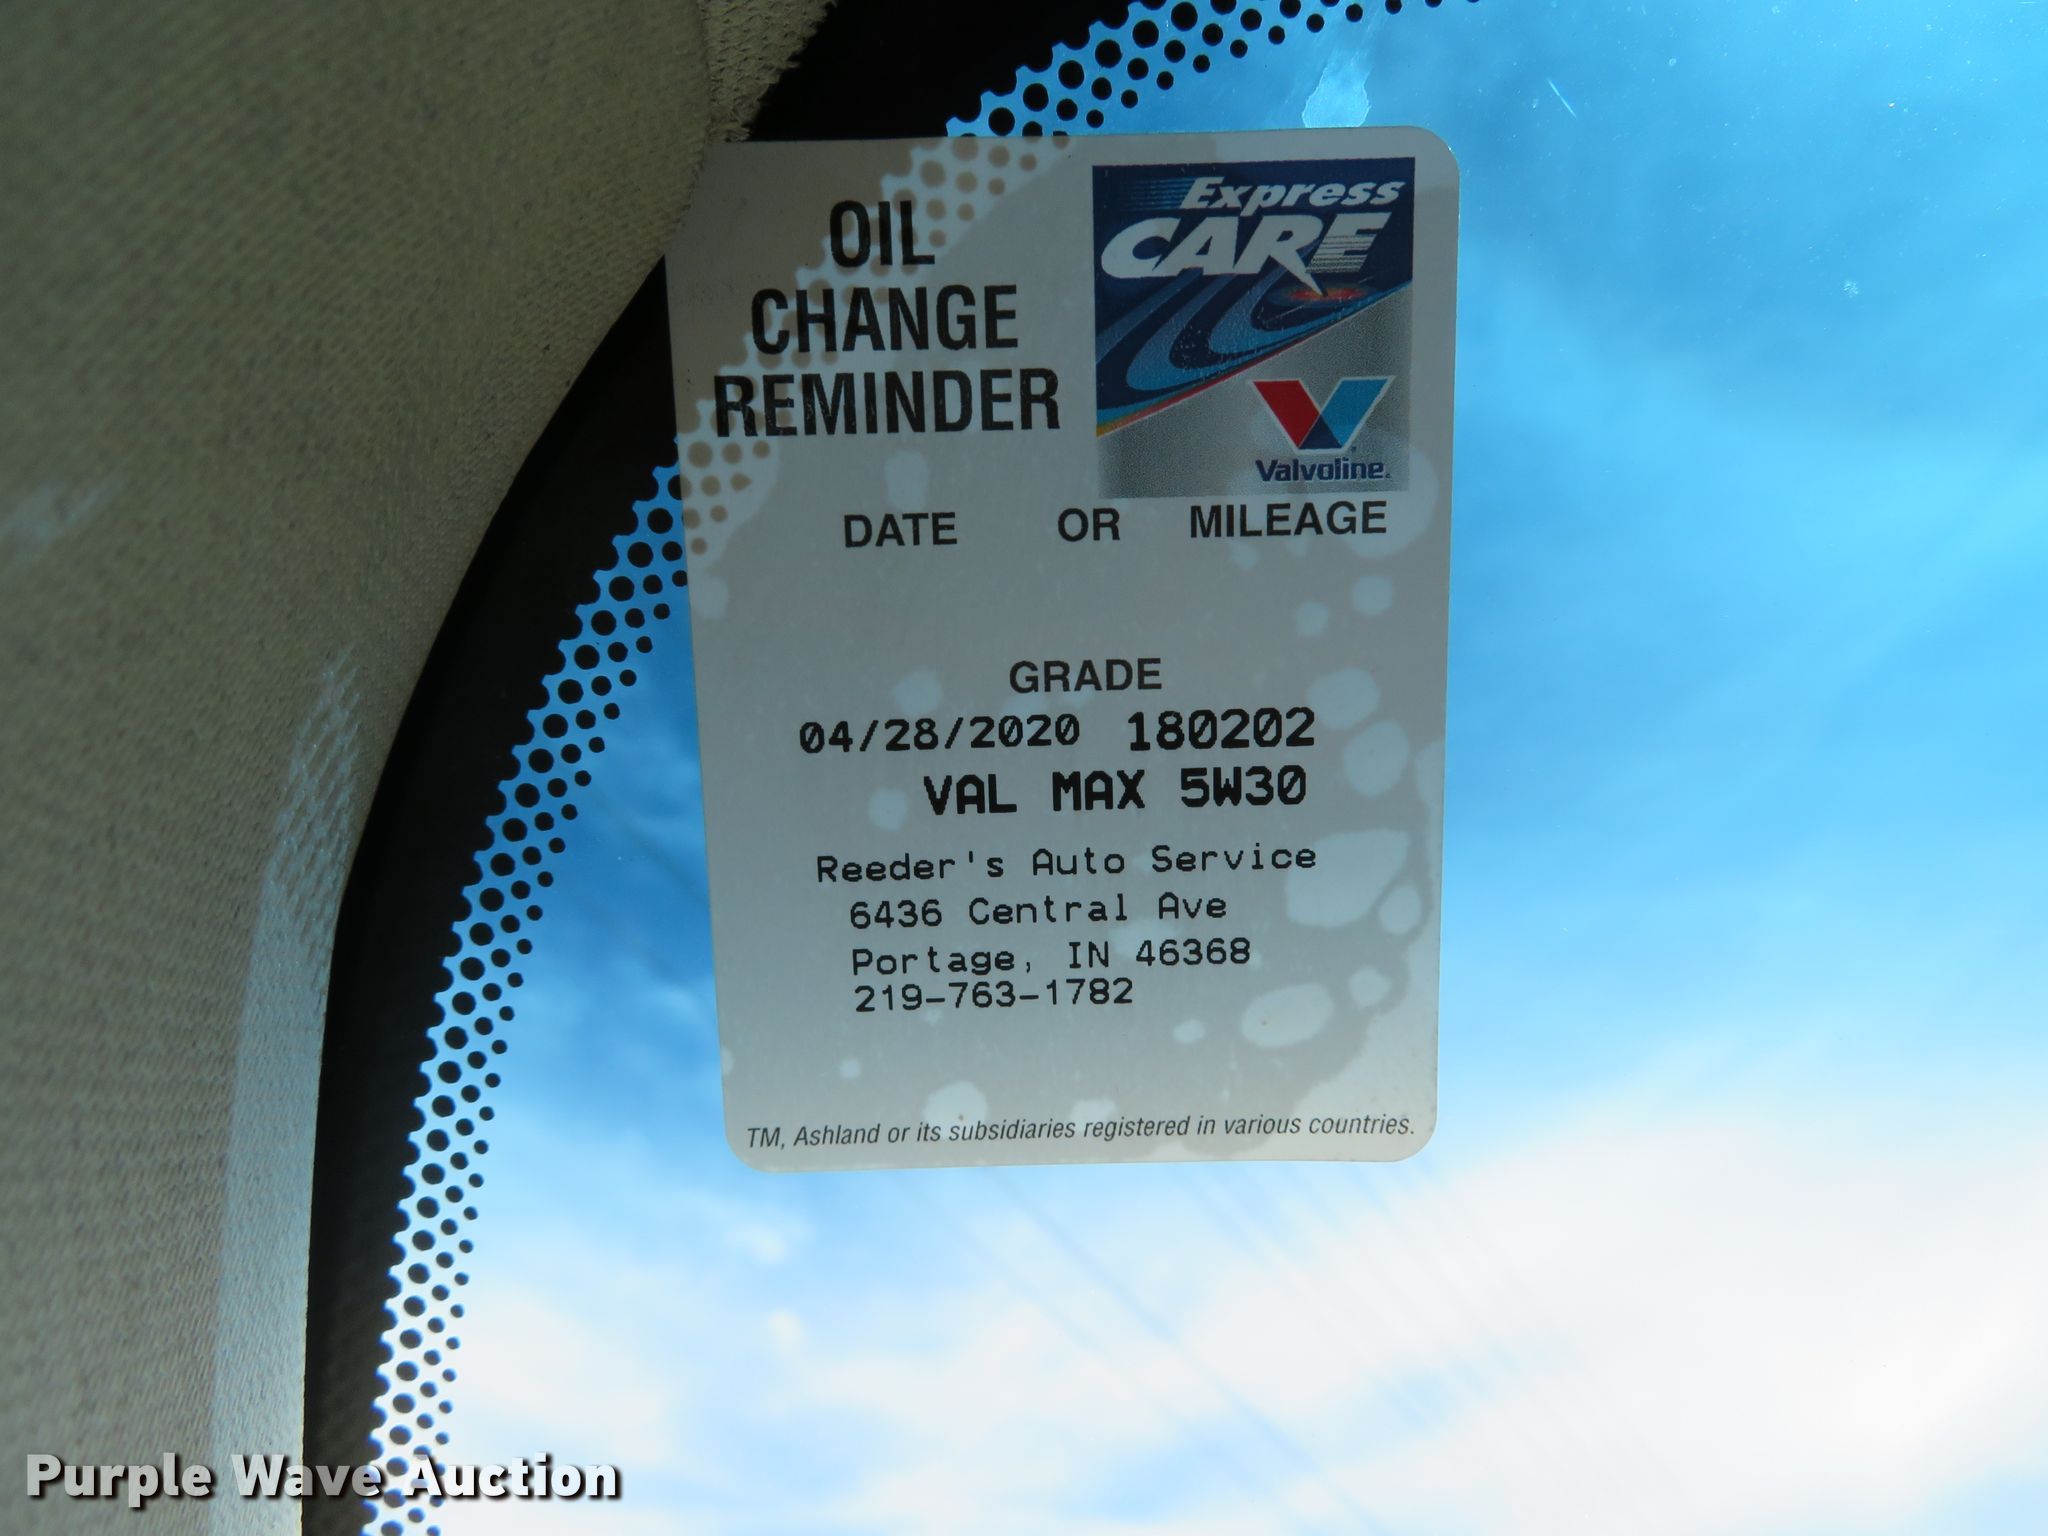 OIL
CHANGE
REMINDER
Express
CARE
Valvoline.
DATE OR MILEAGE
GRADE
04/28/2020 180202
VAL MAX 5W30
Reeder's Auto Service
6436 Central Ave
Portage, IN 46368
219-763-1782
TM, Ashland or its subsidiaries registered in various countries.
Purple Wave Auction